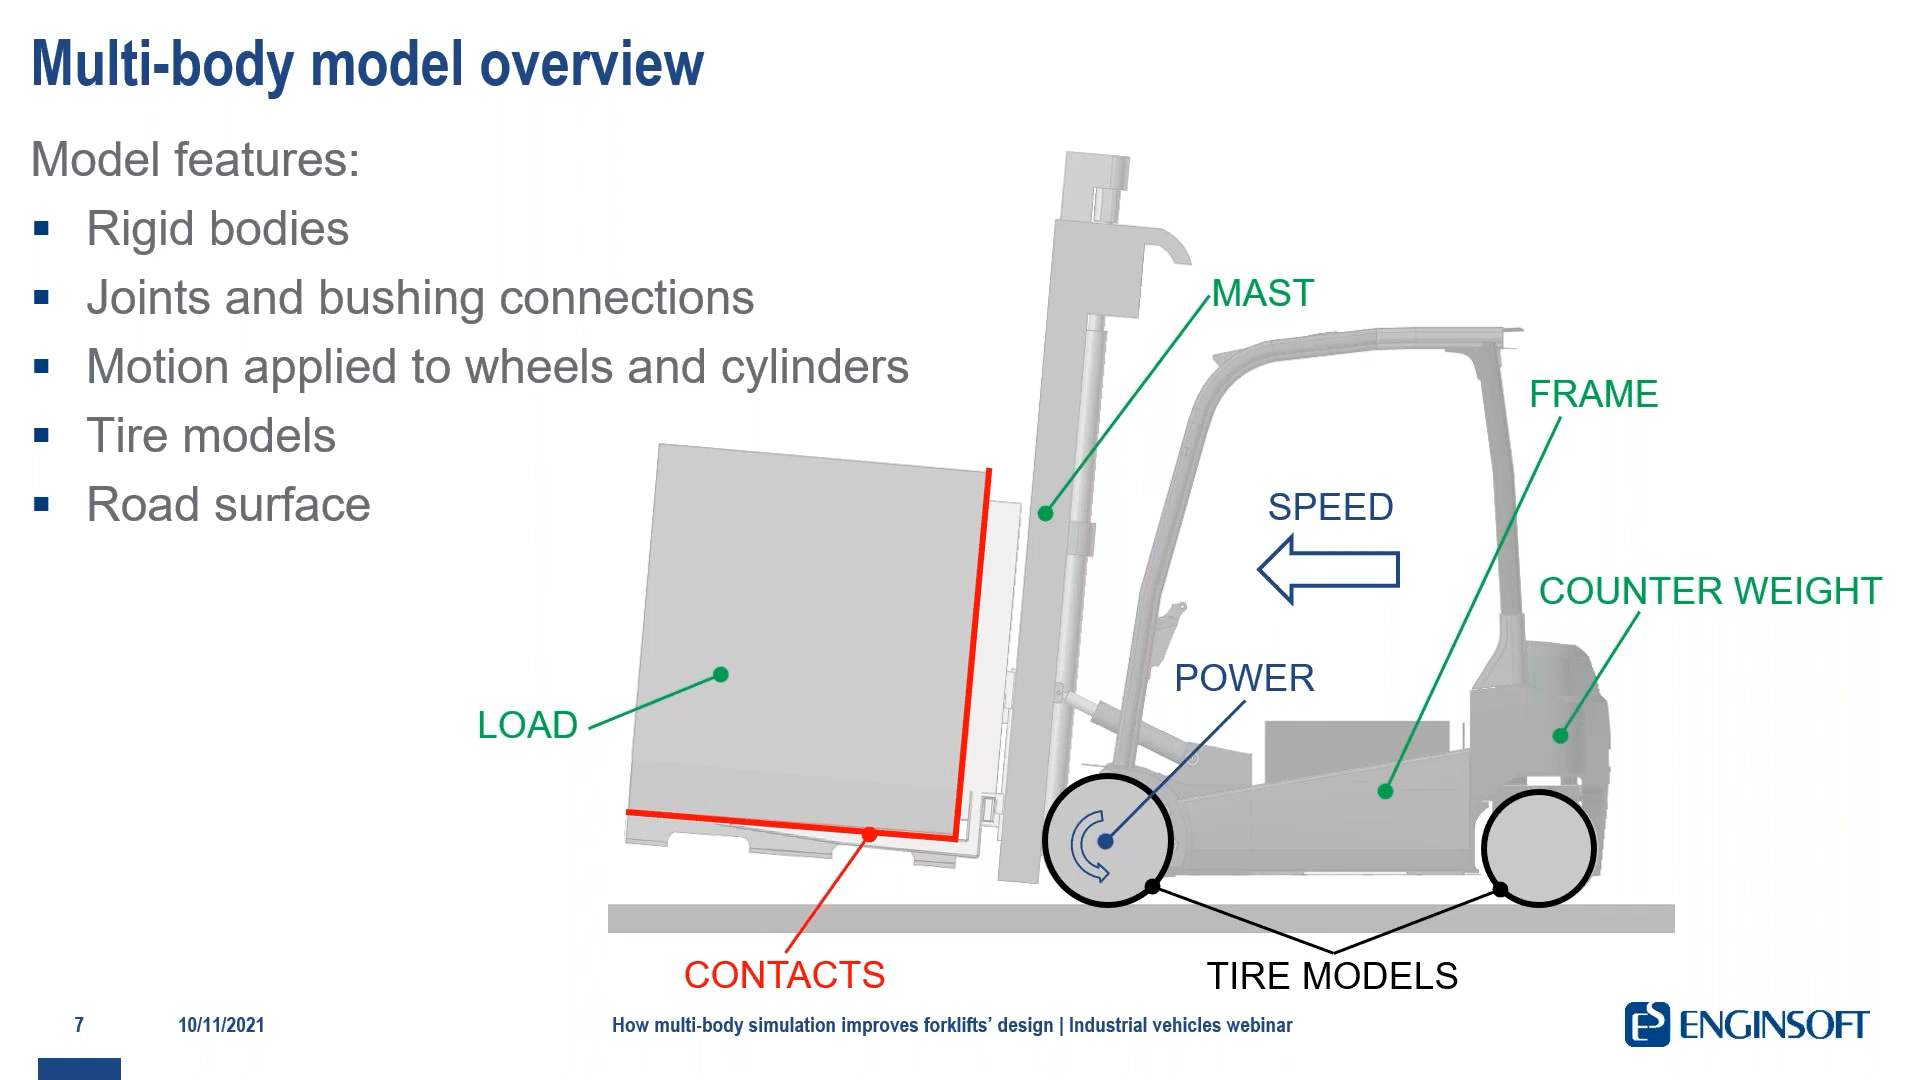 Multi-body model overview
Model features:
▪ Rigid bodies
▪ Joints and bushing connections
▪ Motion applied to wheels and cylinders
▪ Tire models
▪ Road surface
MAST
FRAME
SPEED
COUNTER WEIGHT
POWER
LOAD
CONTACTS
TIRE MODELS
7
10/11/2021
How multi-body simulation improves forklifts’ design | Industrial vehicles webinar
ES ENGINSOFT